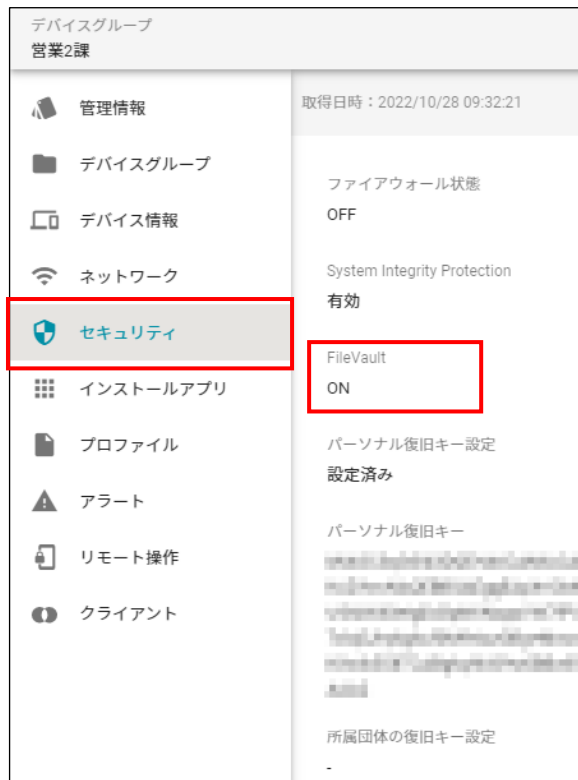 デバイスグループ
営業2課
管理情報
デバイスグループ
デバイス情報
ネットワーク
セキュリティ
インストールアプリ
プロファイル
アラート
リモート操作
クライアント
取得日時：2022/10/28 09:32:21
ファイアウォール状態
OFF
System Integrity Protection
有効
FileVault
ON
パーソナル復旧キー設定
設定済み
パーソナル復旧キー
所属団体の復旧キー設定
-